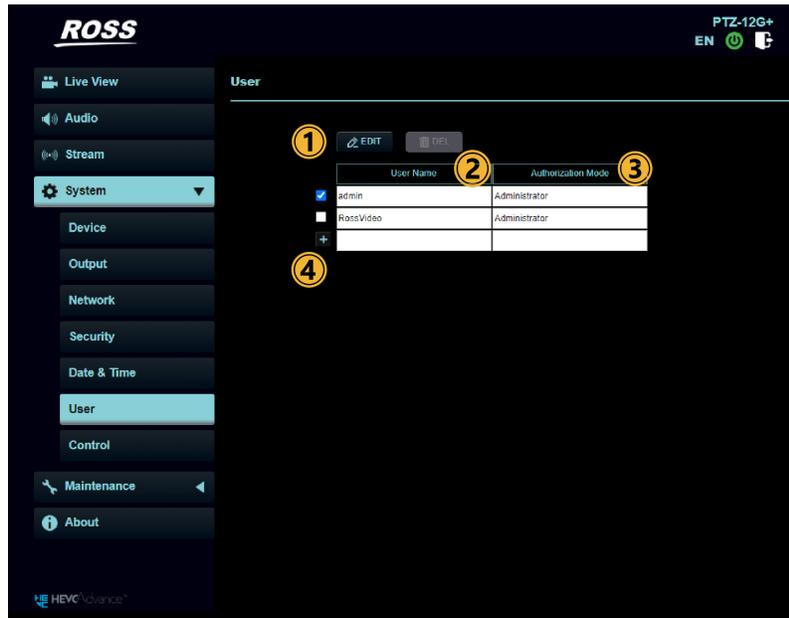 ROSS
PTZ-12G+
EN
Live View
User
Audio
1
EDIT
DEL
Stream
User Name
2
Authorization Mode
3
System
admin
Administrator
RossVideo
Administrator
Device
+
4
Output
Network
Security
Date & Time
User
Control
Maintenance
About
HEVC HEVCAdvance™